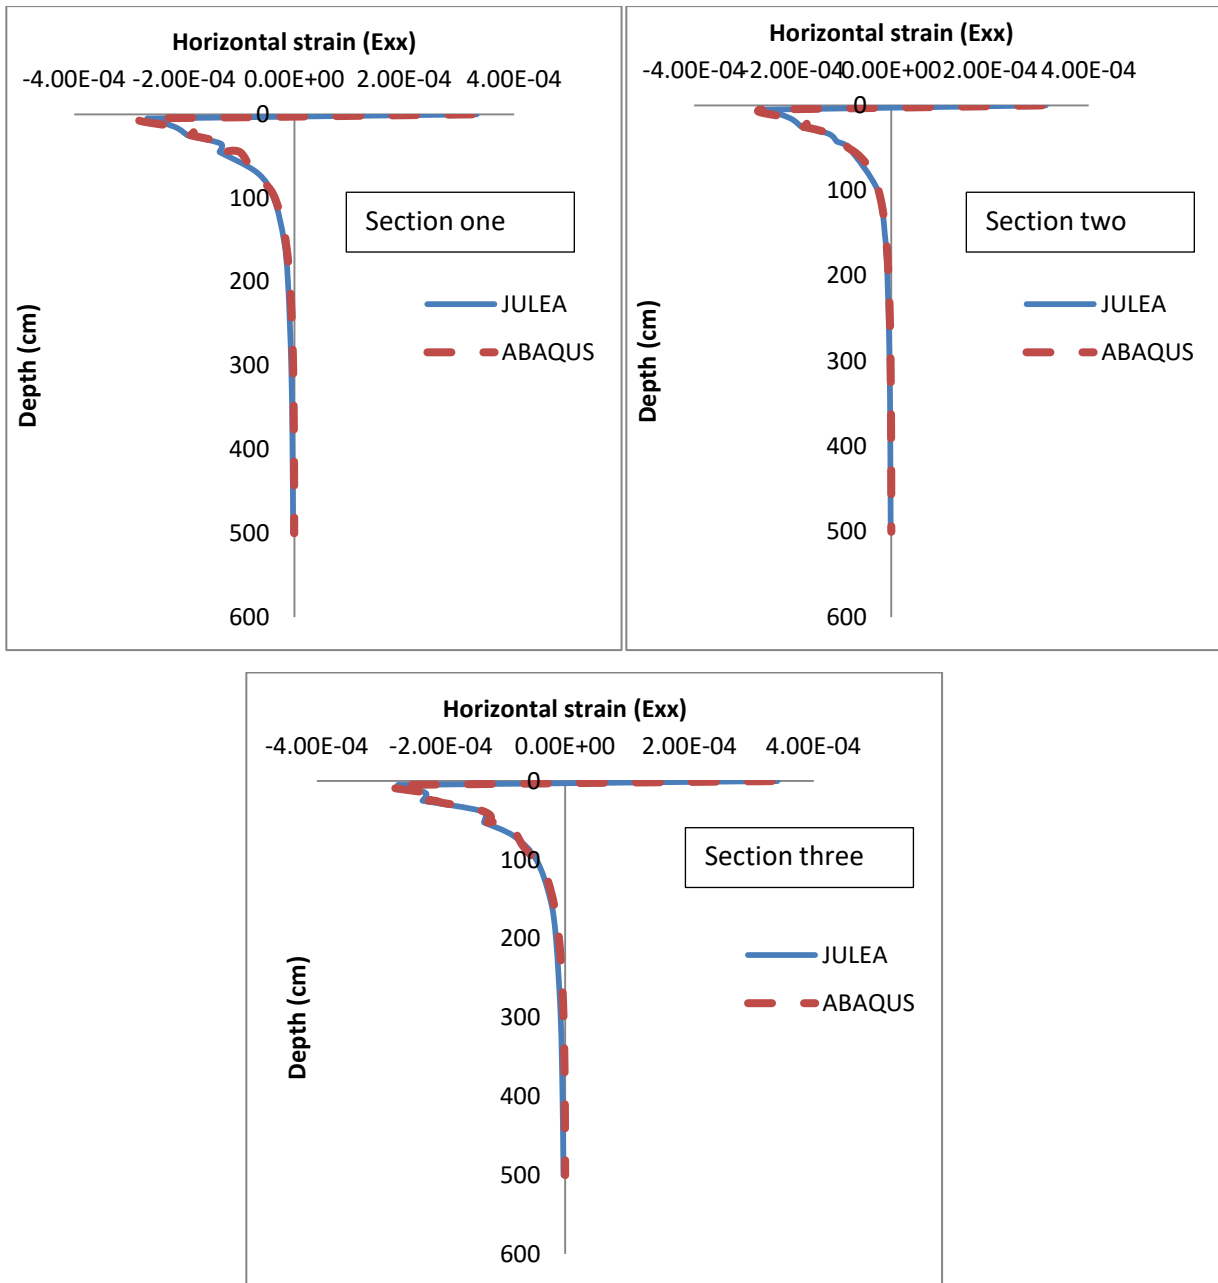 Horizontal strain (Exx)
-4.00E-04 -2.00E-04 0.00E+00 2.00E-04 4.00E-04
0
100
200
300
400
500
600
Depth (cm)
Section one
JULEA
ABAQUS
Horizontal strain (Exx)
-4.00E-04 -2.00E-04 0.00E+00 2.00E-04 4.00E-04
0
100
200
300
400
500
600
Depth (cm)
Section two
JULEA
ABAQUS
Horizontal strain (Exx)
-4.00E-04 -2.00E-04 0.00E+00 2.00E-04 4.00E-04
0
100
200
300
400
500
600
Depth (cm)
Section three
JULEA
ABAQUS